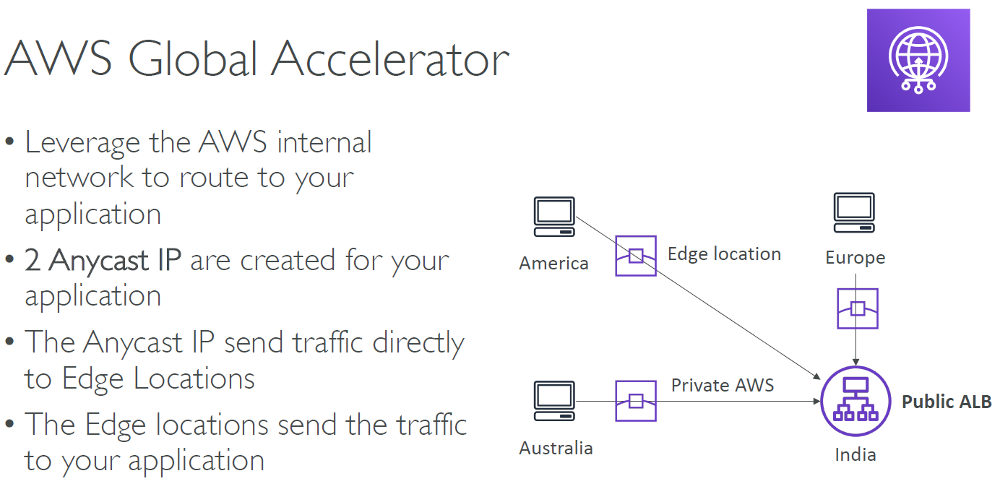 AWS Global Accelerator
• Leverage the AWS internal
network to route to your
application
• 2 Anycast IP are created for your
application
• The Anycast IP send traffic directly
to Edge Locations
• The Edge locations send the traffic
to your application
America
Edge location
Europe
Australia
Private AWS
Public ALB
India